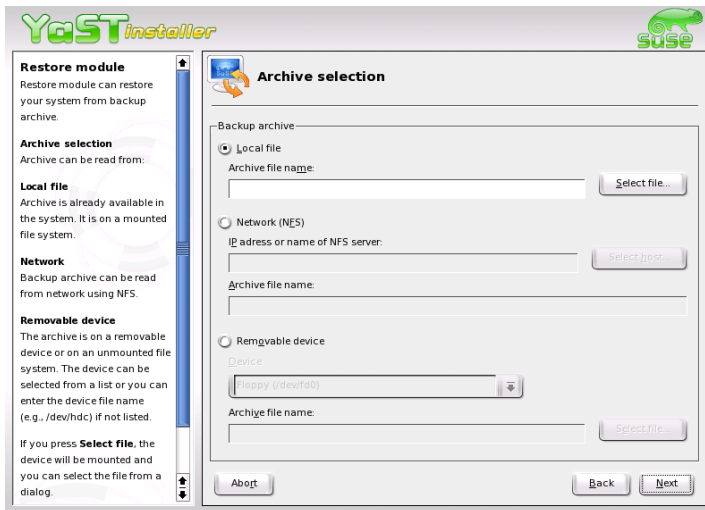 YaST installer
SUSE
Restore module
Restore module can restore
your system from backup
archive.
Archive selection
Archive can be read from:
Local file
Archive is already available in
the system. It is on a mounted
file system.
Network
Backup archive can be read
from network using NFS.
Removable device
The archive is on a removable
device or on an unmounted file
system. The device can be
selected from a list or you can
enter the device file name
(e.g., /dev/hdc) if not listed.
If you press Select file, the
device will be mounted and
you can select the file from a
dialog.
Archive selection
Backup archive
Local file
Archive file name:
Select file...
Network (NFS)
IP adress or name of NFS server:
Select host...
Archive file name:
Removable device
Device
Floppy (/dev/fd0)
Archive file name:
Select file...
Abort
Back
Next